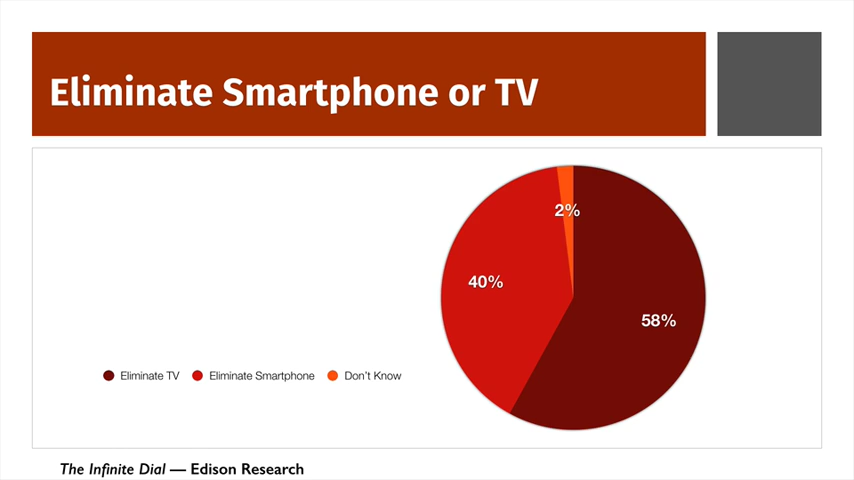 Eliminate Smartphone or TV
2%
40%
58%
Eliminate TV Eliminate Smartphone Don't Know
The Infinite Dial — Edison Research